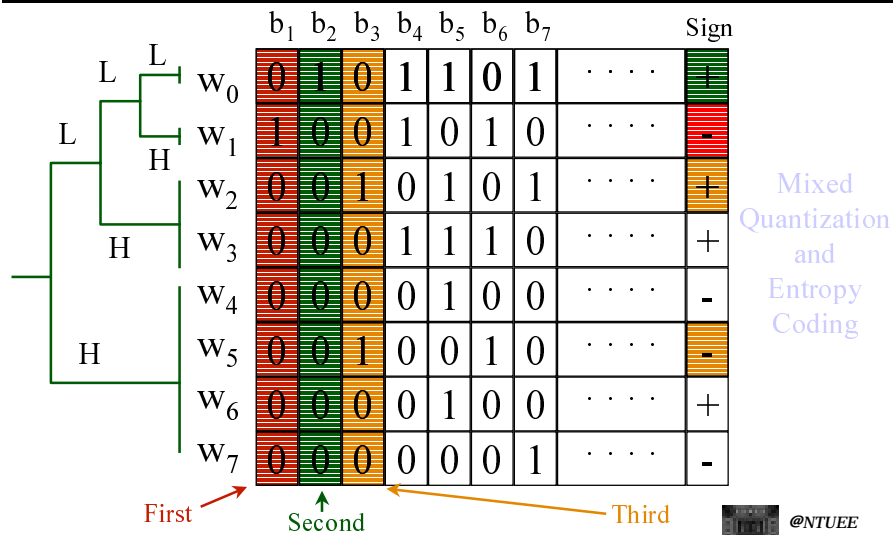 b1 b2 b3 b4 b5 b6 b7 Sign
L
L
w0 0 1 0 1 1 0 1 . . . . +
L
H
w1 1 0 0 1 0 1 0 . . . . -
w2 0 0 1 0 1 0 1 . . . . +
H
w3 0 0 0 1 1 1 0 . . . . +
w4 0 0 0 0 1 0 0 . . . . -
H
w5 0 0 1 0 0 1 0 . . . . -
w6 0 0 0 0 1 0 0 . . . . +
w7 0 0 0 0 0 0 1 . . . . -
Mixed
Quantization
and
Entropy
Coding
First
Second
Third
@NTUEE